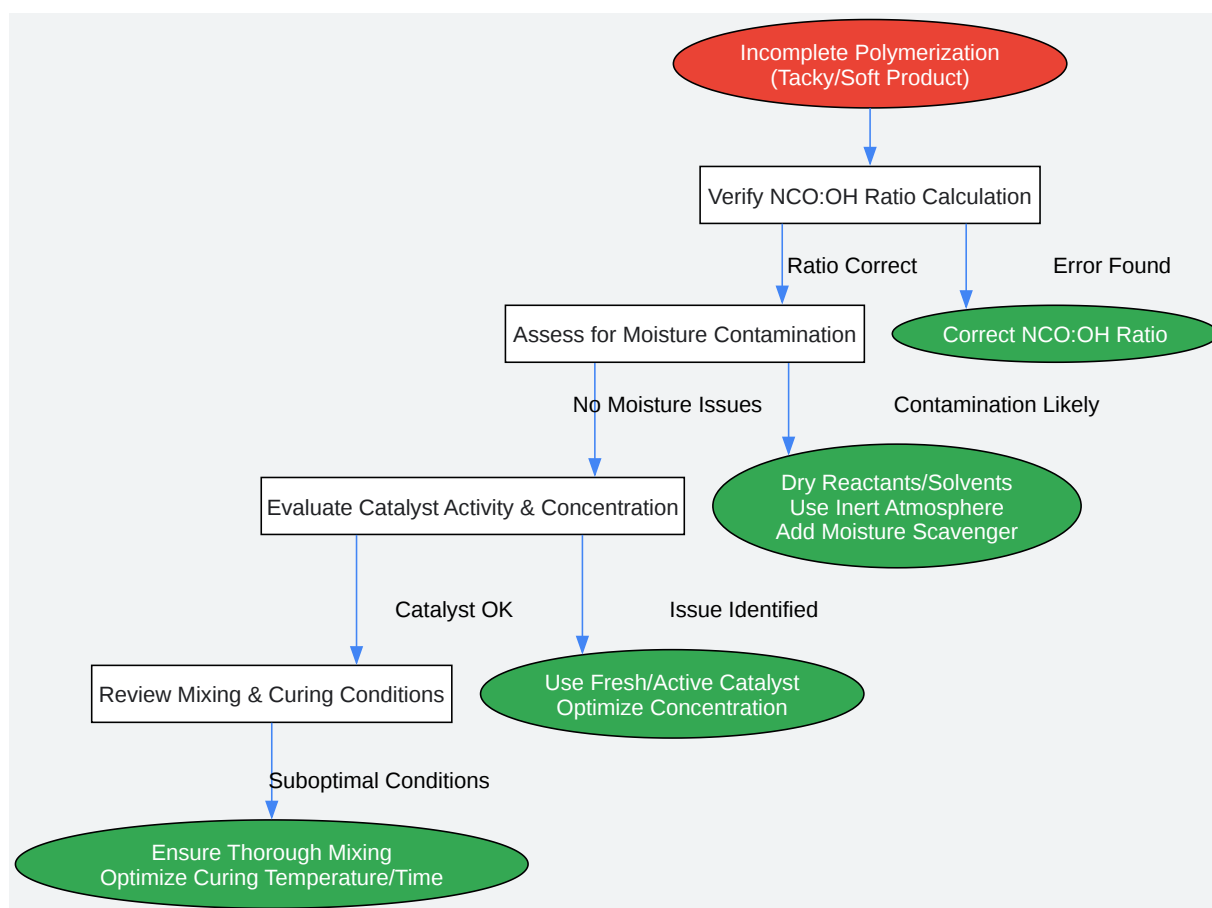 Incomplete Polymerization
(Tacky/Soft Product)
Verify NCO:OH Ratio Calculation
Ratio Correct
Error Found
Assess for Moisture Contamination
Correct NCO:OH Ratio
No Moisture Issues
Contamination Likely
Evaluate Catalyst Activity & Concentration
Dry Reactants/Solvents
Use Inert Atmosphere
Add Moisture Scavenger
Catalyst OK
Issue Identified
Review Mixing & Curing Conditions
Use Fresh/Active Catalyst
Optimize Concentration
Suboptimal Conditions
Ensure Thorough Mixing
Optimize Curing Temperature/Time